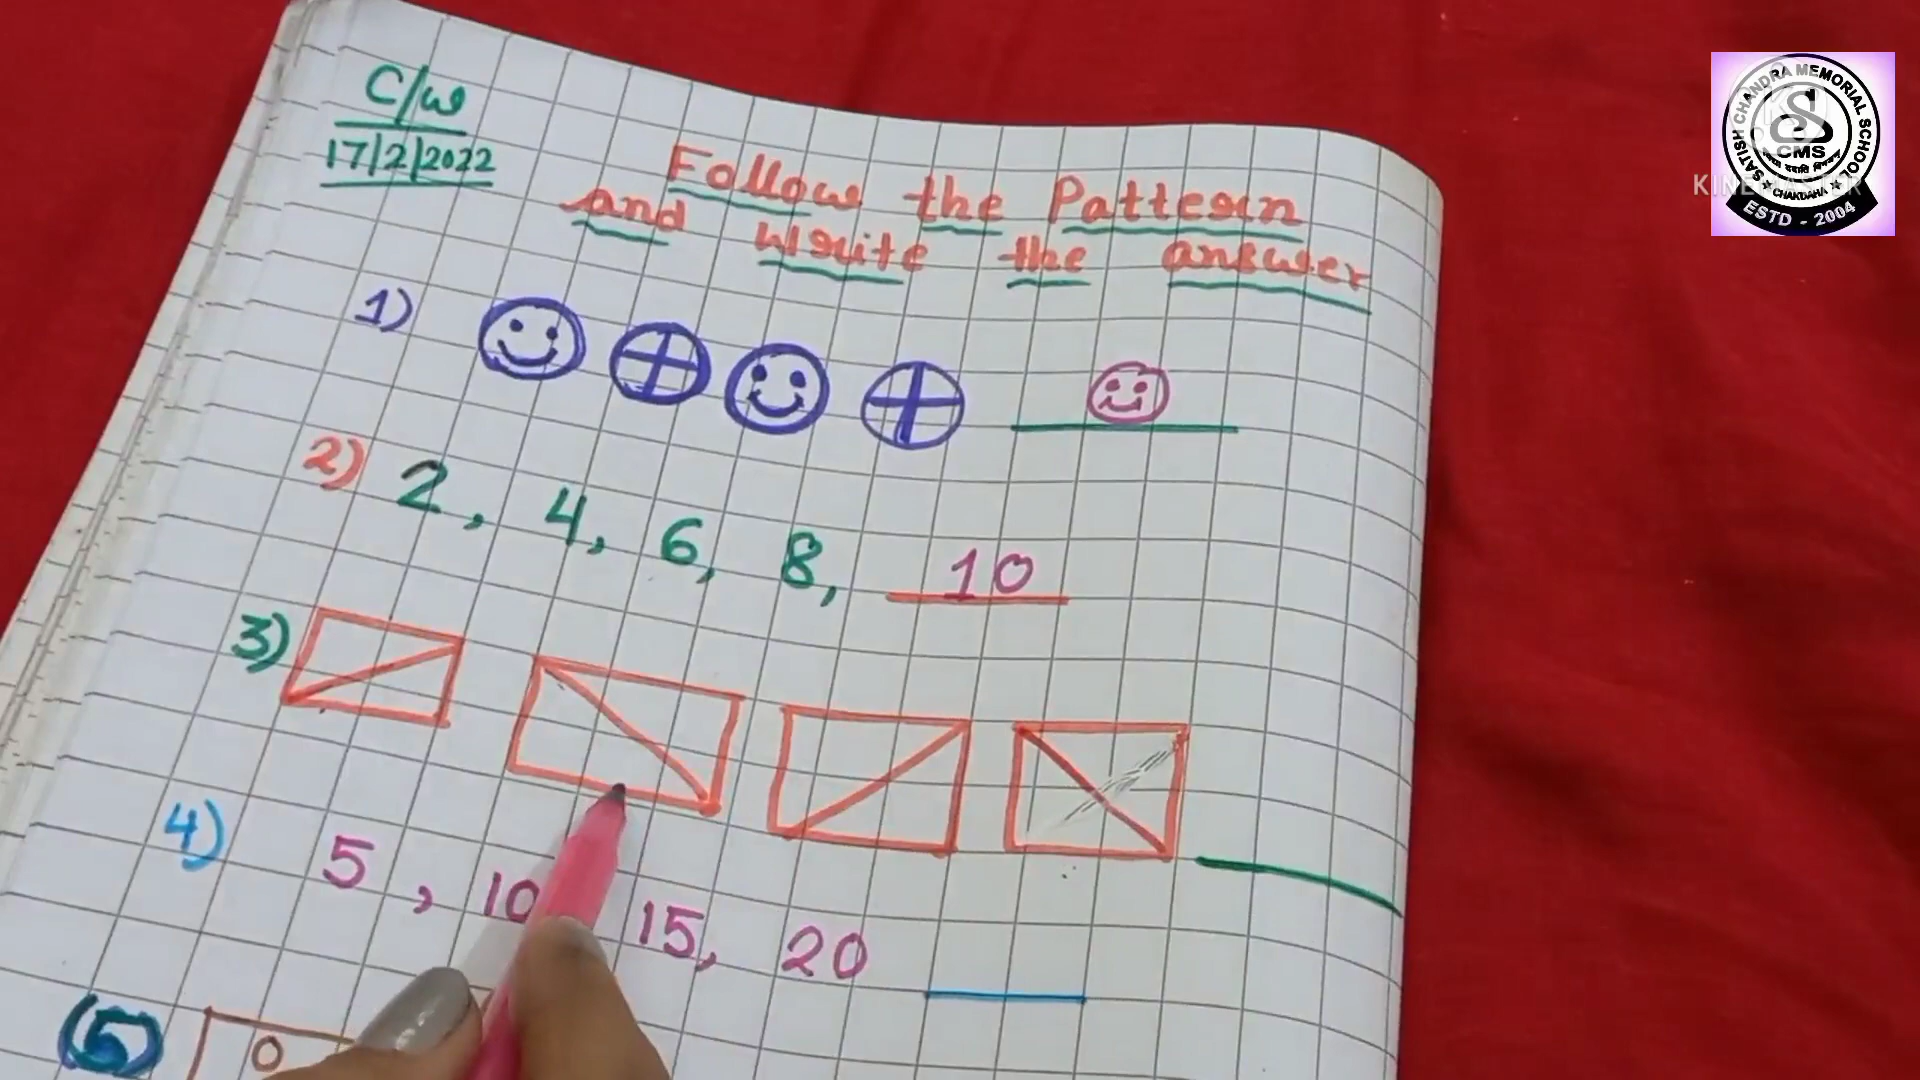 C/W
17/2/2022
Follow the Pattern
and Write the answer
1)
2) 2, 4, 6, 8, 10
3)
4) 5, 10 15, 20
(5) 0
SATISH CHANDRA MEMORIAL SCHOOL
CMS
CHAKDAHA
ESTD - 2004